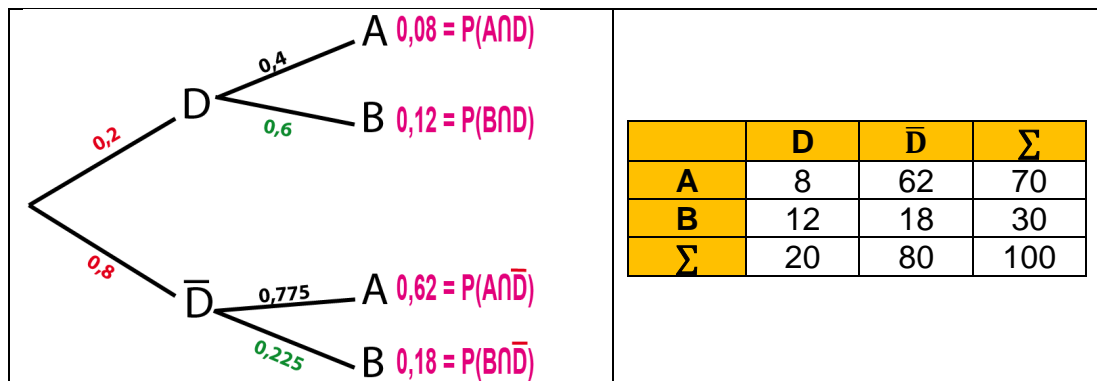 A 0,08 = P(A∩D)
0,4
D
0,2
0,6
B 0,12 = P(B∩D)
0,8
D̅
0,775
A 0,62 = P(A∩D̅)
0,225
B 0,18 = P(B∩D̅)
D D̅ Σ
A 8 62 70
B 12 18 30
Σ 20 80 100